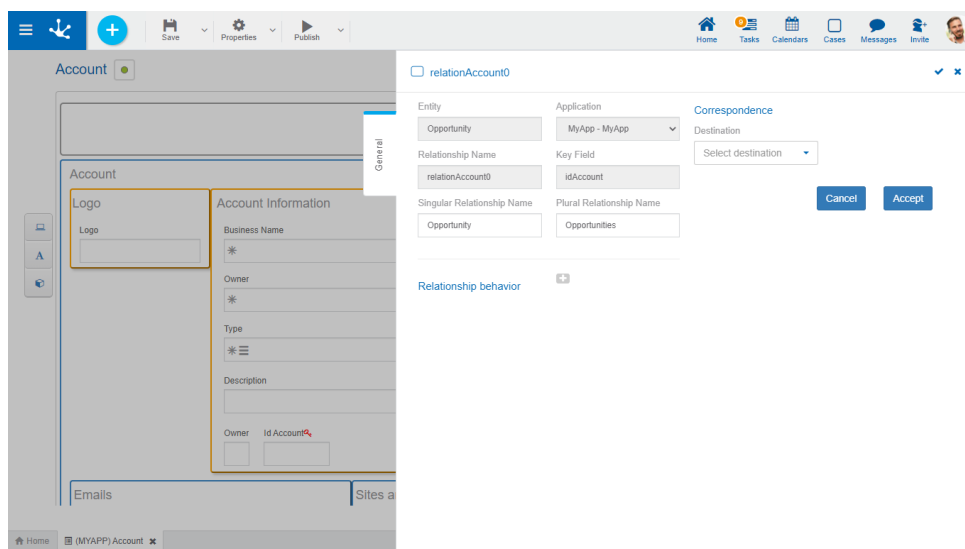 Save
Properties
Publish
Home
Tasks
Calendars
Cases
Messages
Invite
Account
relationAccount0
General
Entity
Application
Opportunity
MyApp - MyApp
Relationship Name
Key Field
relationAccount0
idAccount
Singular Relationship Name
Plural Relationship Name
Opportunity
Opportunities
Relationship behavior
Correspondence
Destination
Select destination
Cancel
Accept
Account
Logo
Logo
Account Information
Business Name
Owner
Type
Description
Owner
Id Account
Emails
Sites a
A
Home
(MYAPP) Account